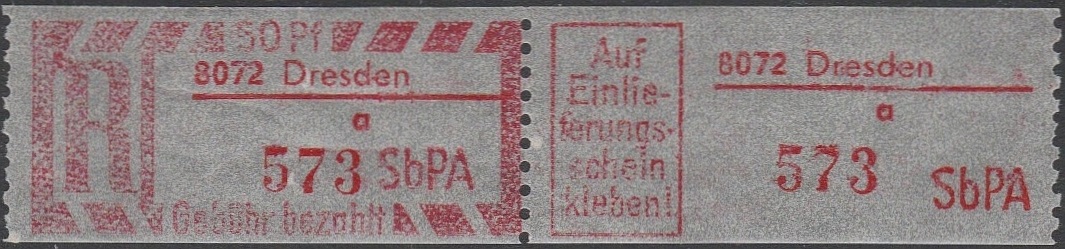 50 Pf
R
8072 Dresden
a
573 SbPA
Gebühr bezahlt
Auf
Einlie-
ferungs-
schein
kleben!
8072 Dresden
a
573
SbPA